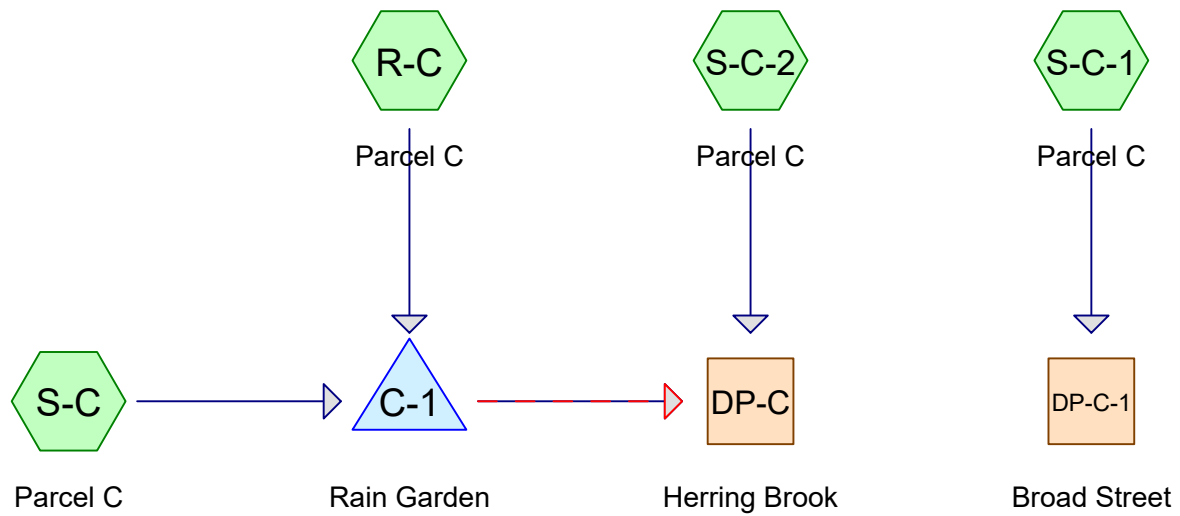 R-C
S-C-2
S-C-1
Parcel C
Parcel C
Parcel C
S-C
C-1
DP-C
DP-C-1
Parcel C
Rain Garden
Herring Brook
Broad Street